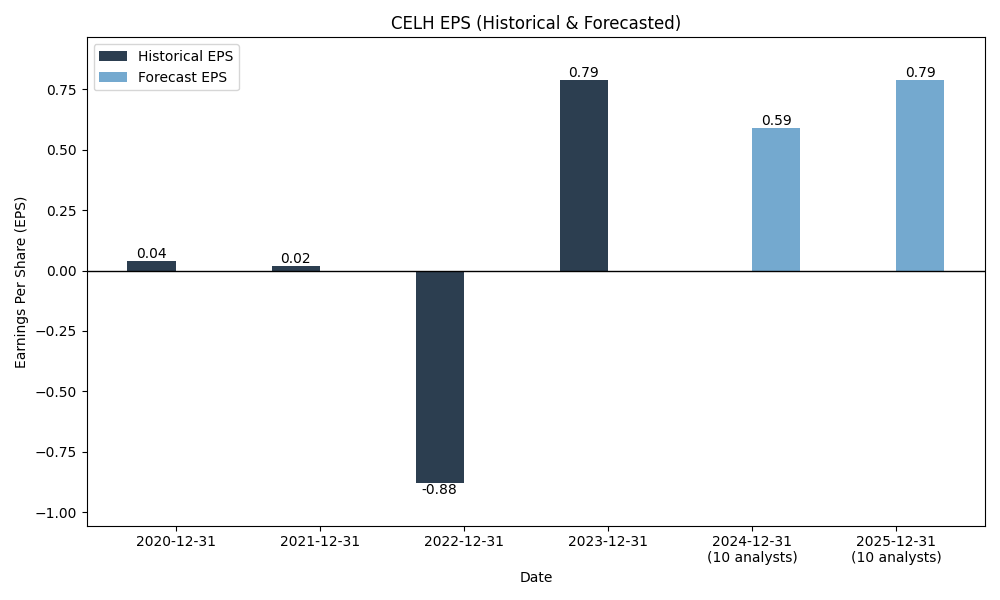 CELH EPS (Historical & Forecasted)
Historical EPS
Forecast EPS
Earnings Per Share (EPS)
0.75
0.50
0.25
0.00
−0.25
−0.50
−0.75
−1.00
0.04
0.02
-0.88
0.79
0.59
0.79
2020-12-31
2021-12-31
2022-12-31
2023-12-31
2024-12-31
(10 analysts)
2025-12-31
(10 analysts)
Date